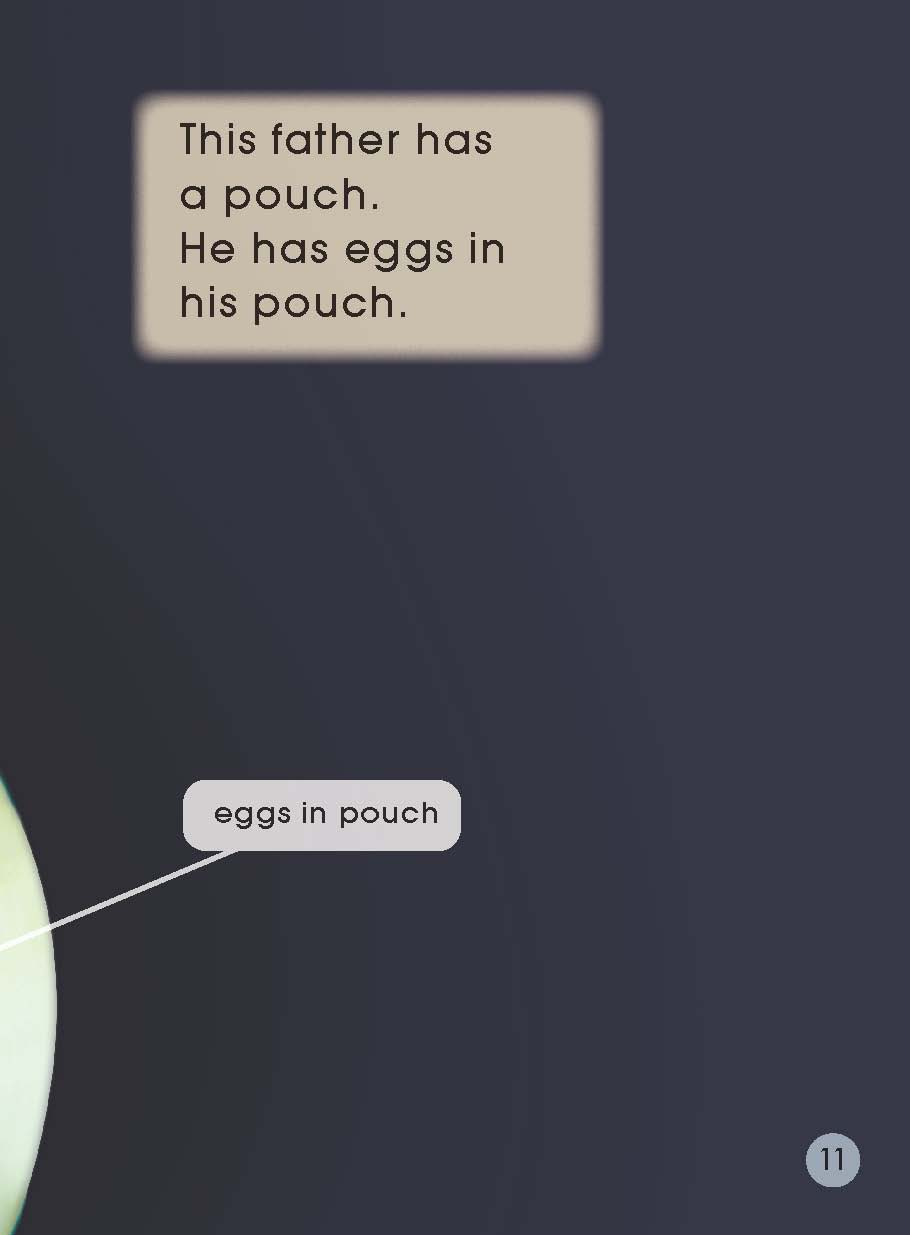 This father has
a pouch.
He has eggs in
his pouch.
eggs in pouch
11